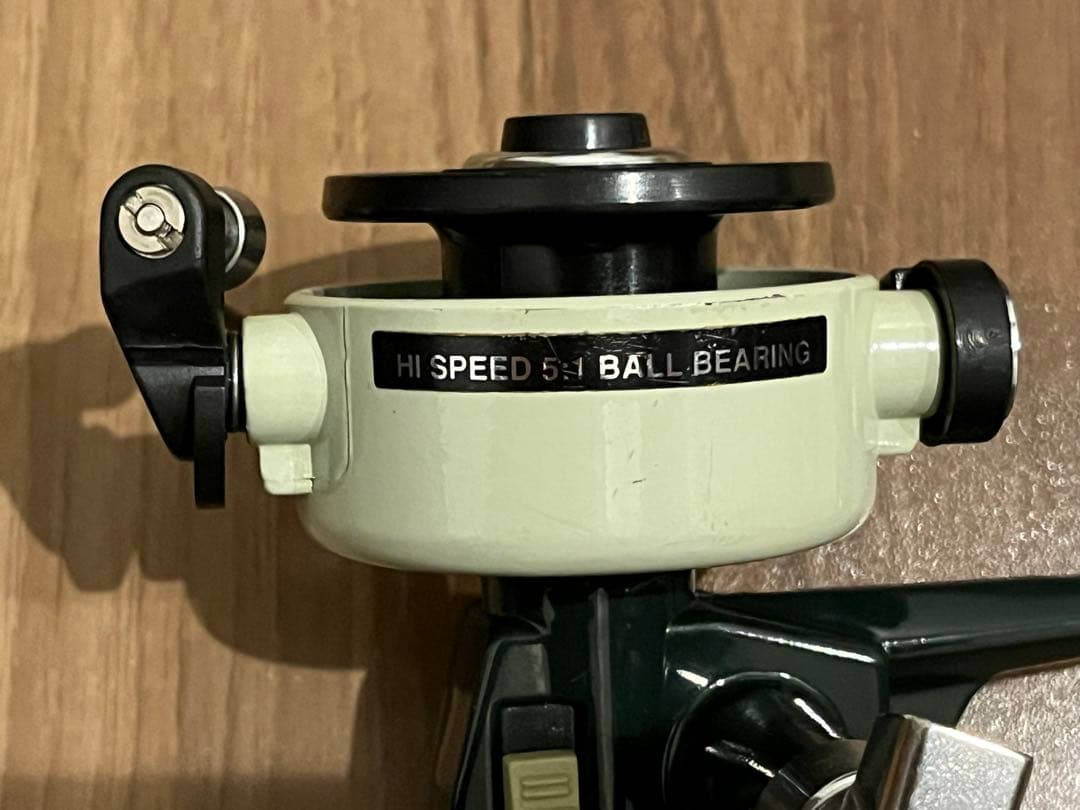 HI SPEED 5:1 BALL BEARING